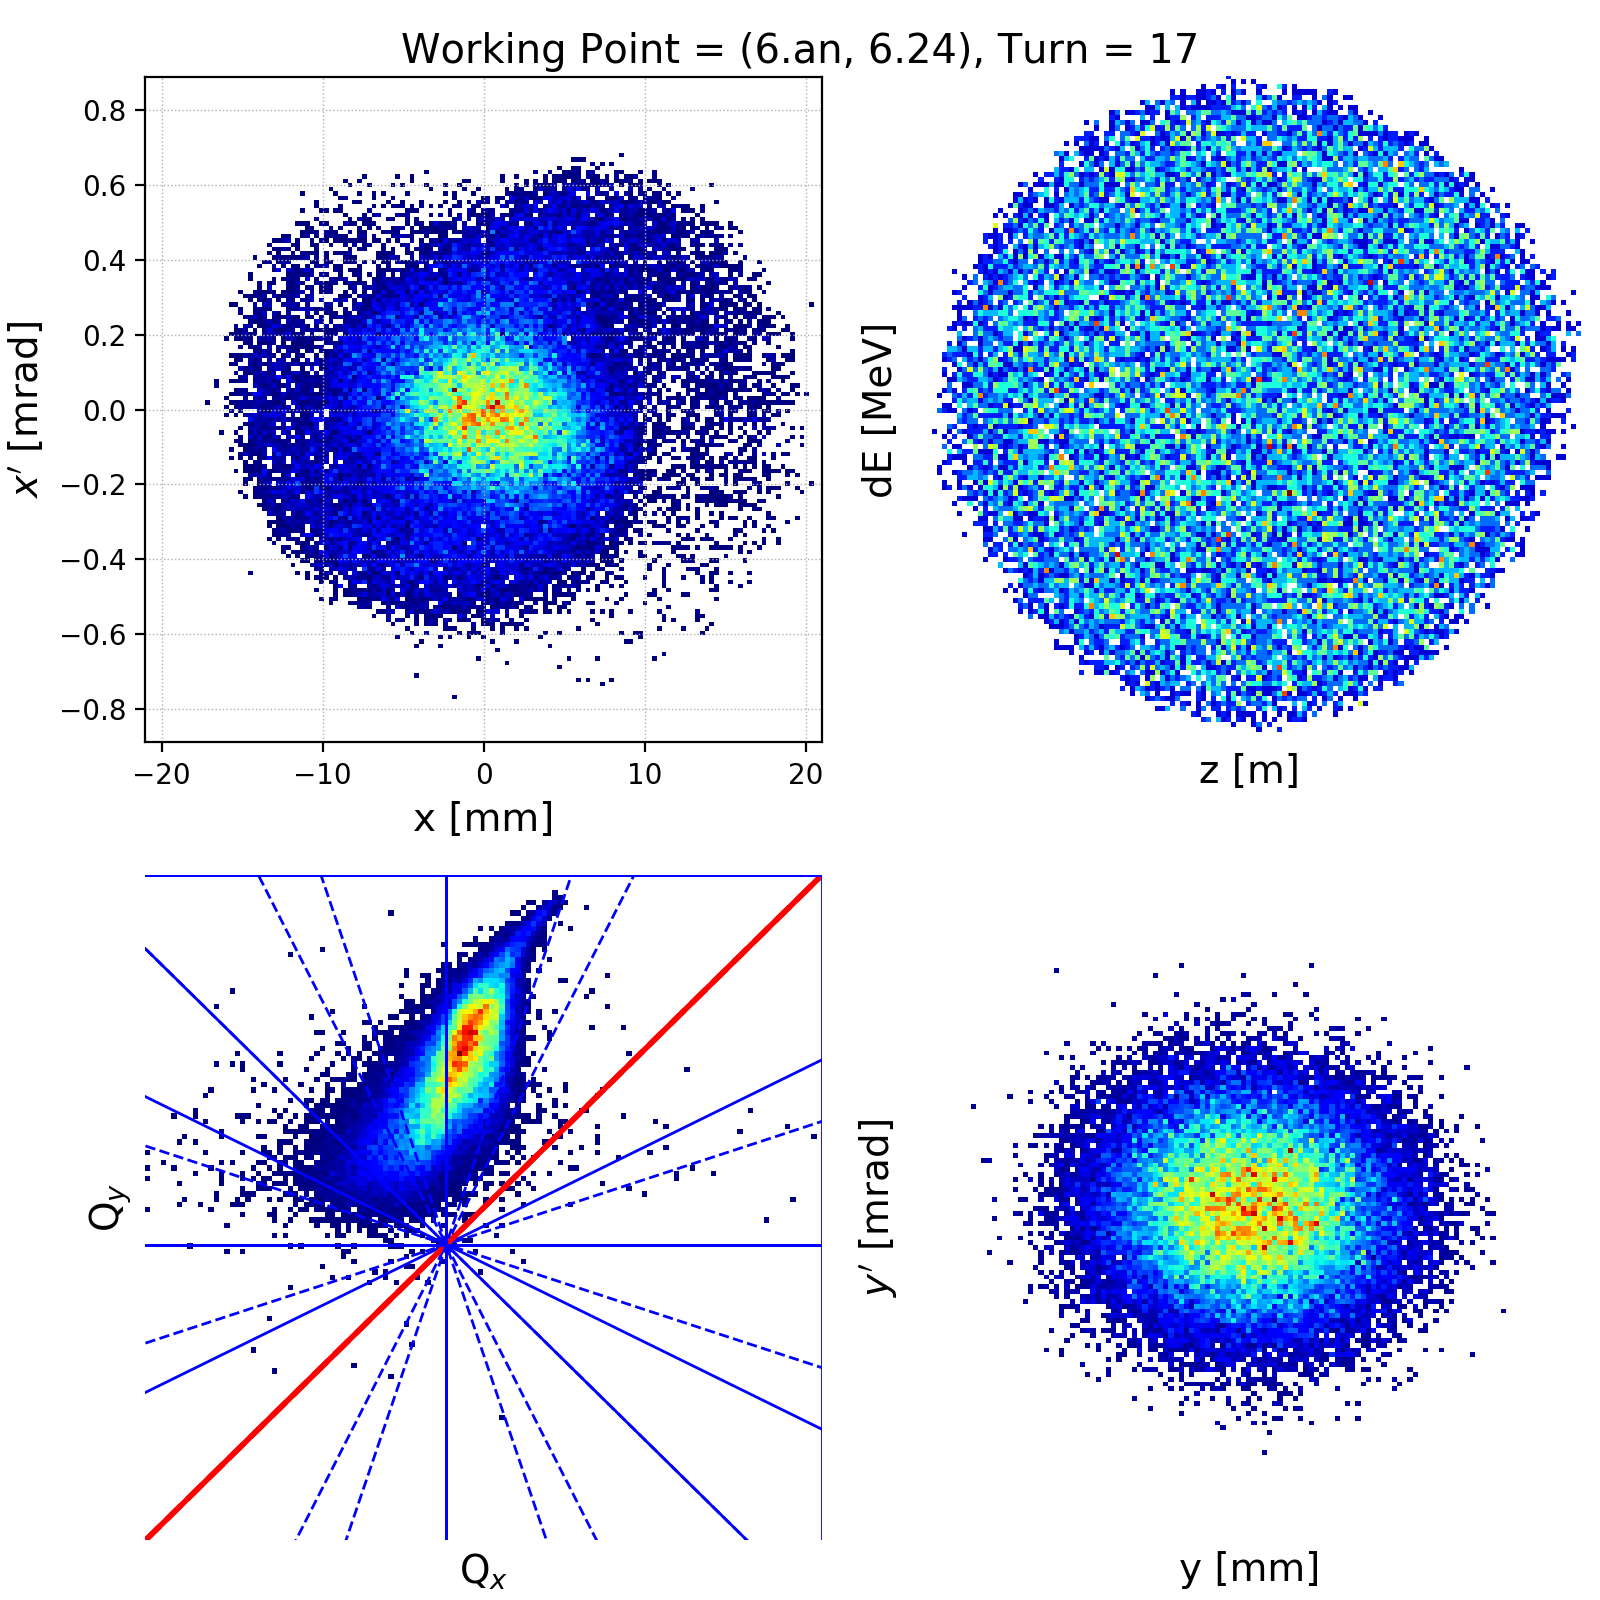 Working Point = (6.an, 6.24), Turn = 17
0.8
0.6
0.4
0.2
0.0
−0.2
−0.4
−0.6
−0.8
x′ [mrad]
−20
−10
0
10
20
x [mm]
dE [MeV]
z [m]
Qy
Qx
y′ [mrad]
y [mm]